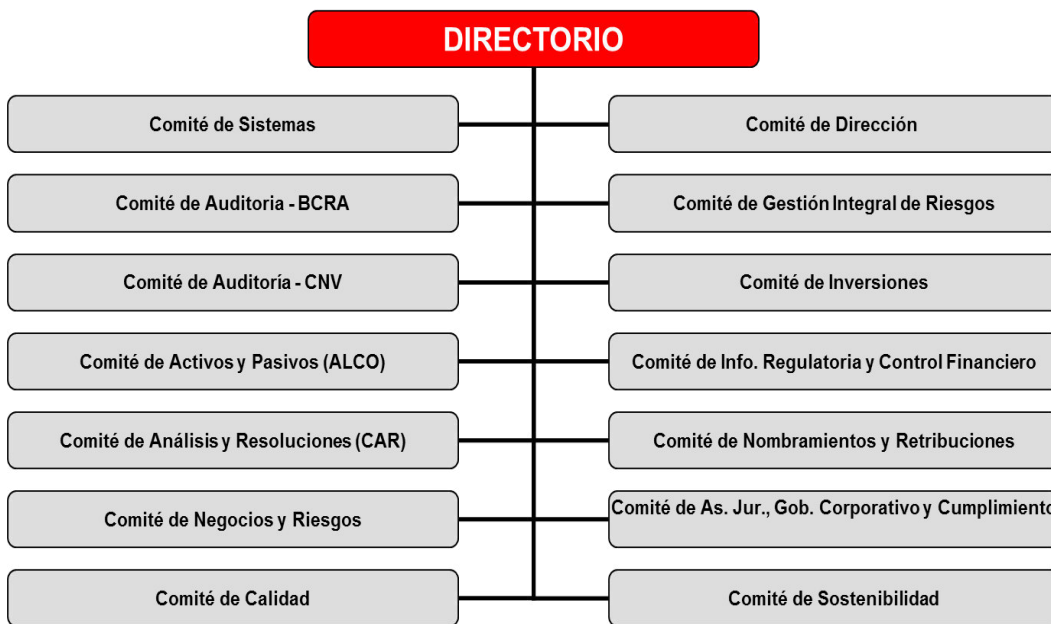 DIRECTORIO
Comité de Sistemas
Comité de Dirección
Comité de Auditoria - BCRA
Comité de Gestión Integral de Riesgos
Comité de Auditoría - CNV
Comité de Inversiones
Comité de Activos y Pasivos (ALCO)
Comité de Info. Regulatoria y Control Financiero
Comité de Análisis y Resoluciones (CAR)
Comité de Nombramientos y Retribuciones
Comité de Negocios y Riesgos
Comité de As. Jur., Gob. Corporativo y Cumplimiento
Comité de Calidad
Comité de Sostenibilidad